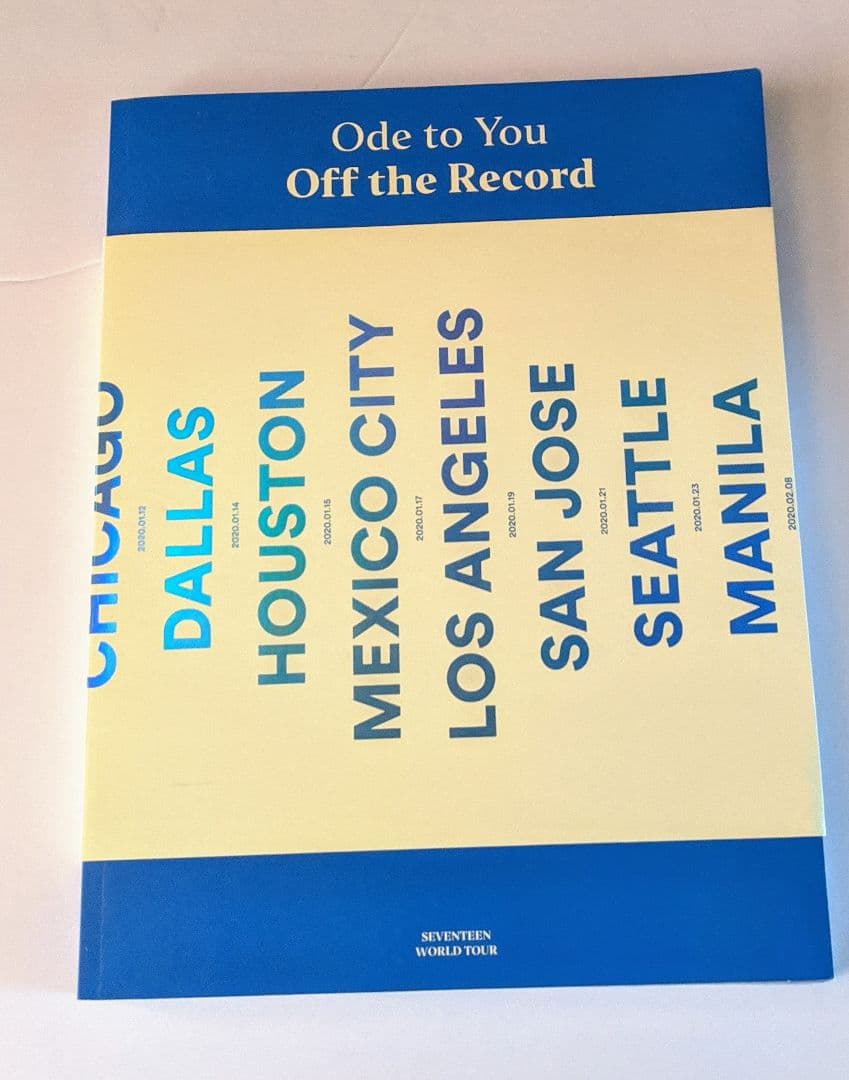 Ode to You
Off the Record
CHICAGO
2020.01.12
DALLAS
2020.01.14
HOUSTON
2020.01.15
MEXICO CITY
2020.01.17
LOS ANGELES
2020.01.19
SAN JOSE
2020.01.21
SEATTLE
2020.01.23
MANILA
2020.02.08
SEVENTEEN
WORLD TOUR